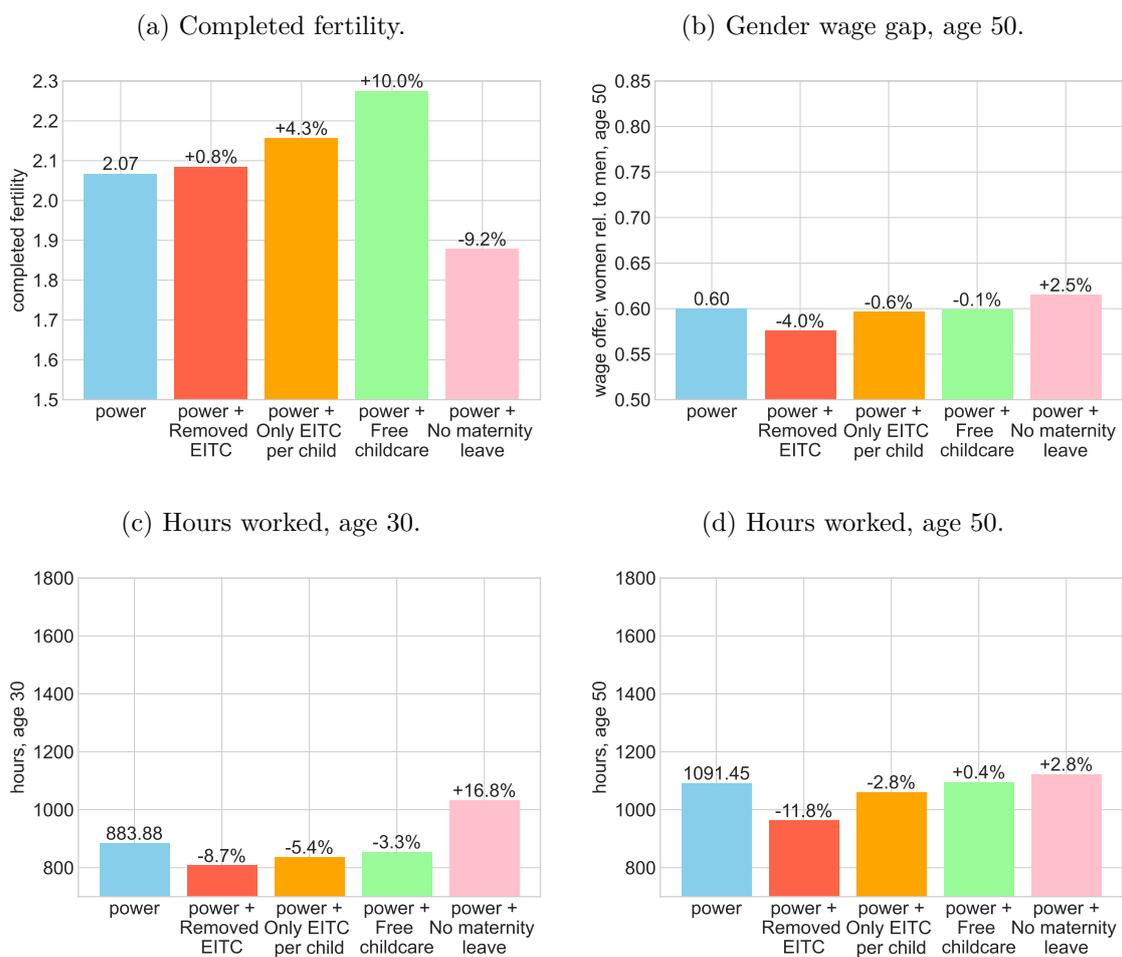 (a) Completed fertility.
completed fertility
2.3
2.2
2.1
2.0
1.9
1.8
1.7
1.6
1.5
2.07
+0.8%
+4.3%
+10.0%
-9.2%
power
power +
Removed
EITC
power +
Only EITC
per child
power +
Free
childcare
power +
No maternity
leave
(b) Gender wage gap, age 50.
wage offer, women rel. to men, age 50
0.85
0.80
0.75
0.70
0.65
0.60
0.55
0.50
0.60
-4.0%
-0.6%
-0.1%
+2.5%
power
power +
Removed
EITC
power +
Only EITC
per child
power +
Free
childcare
power +
No maternity
leave
(c) Hours worked, age 30.
hours, age 30
1800
1600
1400
1200
1000
800
883.88
-8.7%
-5.4%
-3.3%
+16.8%
power
power +
Removed
EITC
power +
Only EITC
per child
power +
Free
childcare
power +
No maternity
leave
(d) Hours worked, age 50.
hours, age 50
1800
1600
1400
1200
1000
800
1091.45
-11.8%
-2.8%
+0.4%
+2.8%
power
power +
Removed
EITC
power +
Only EITC
per child
power +
Free
childcare
power +
No maternity
leave